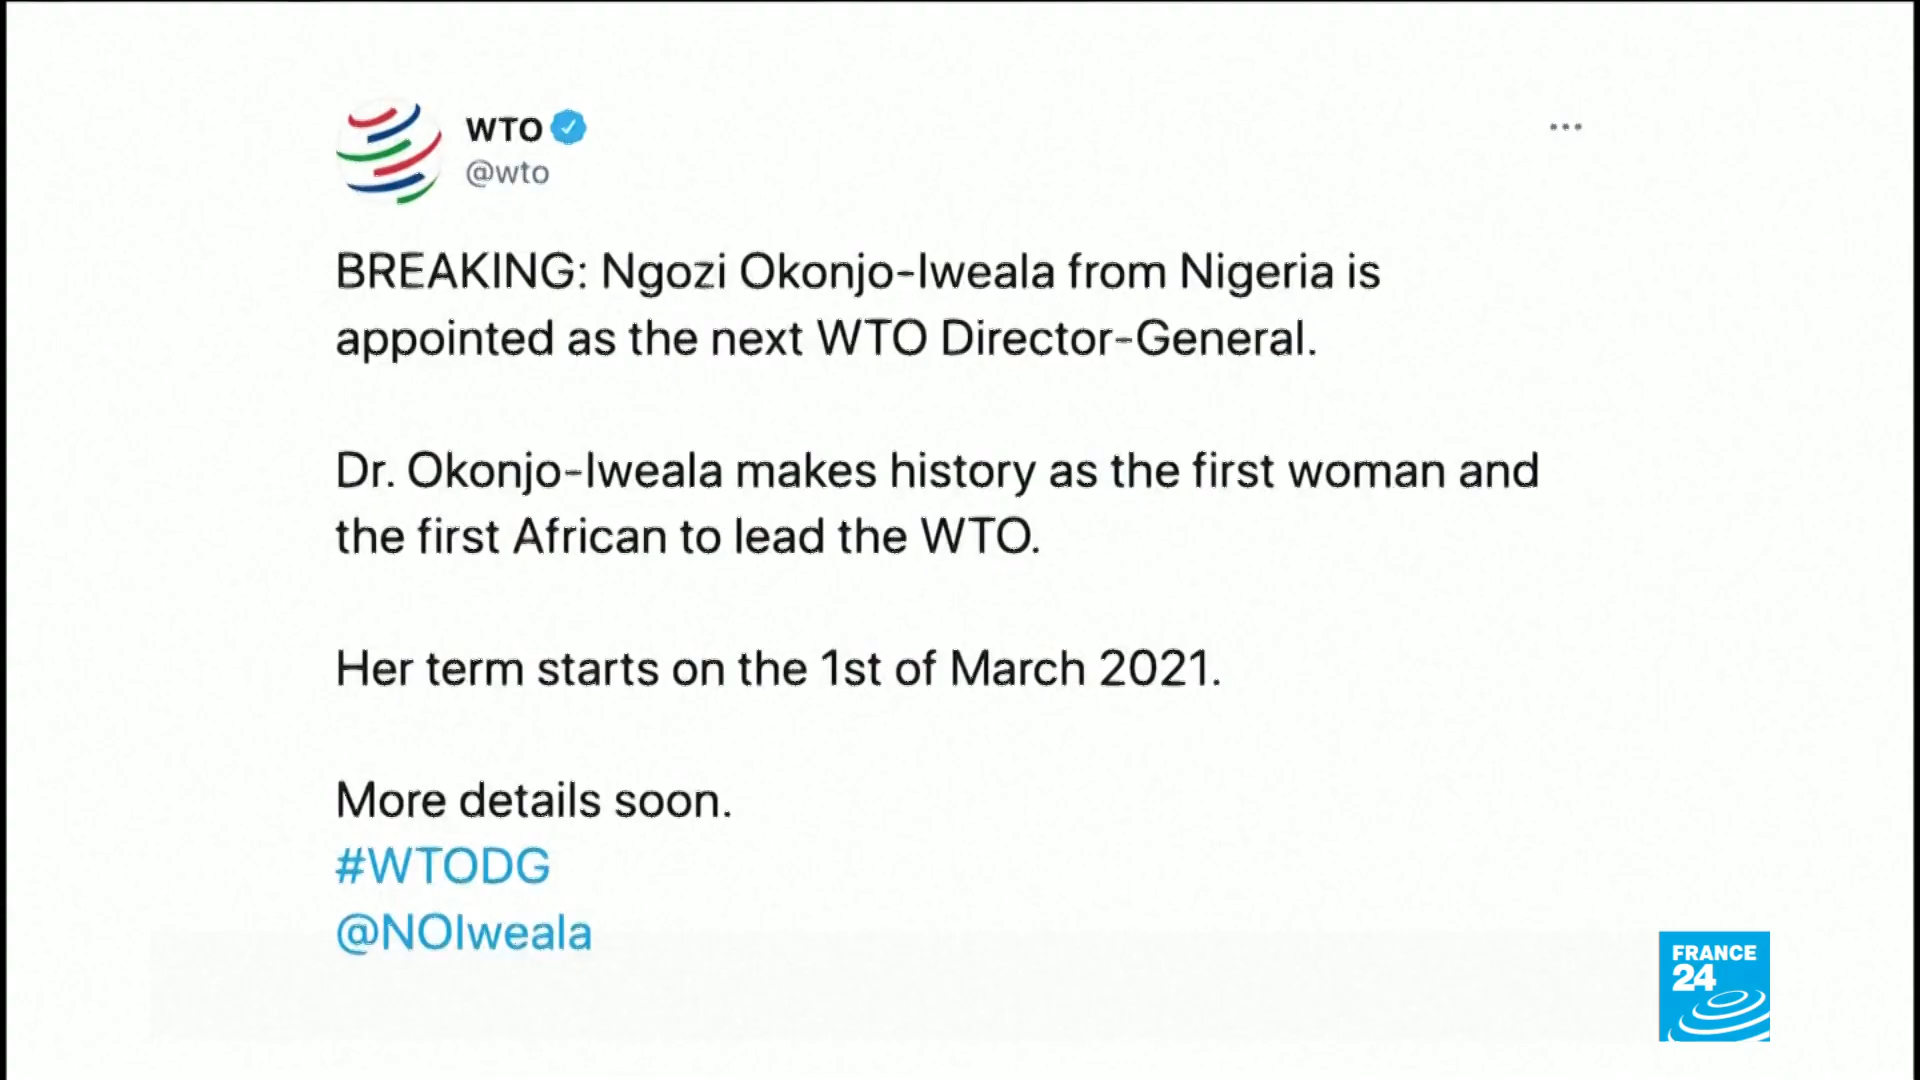 WTO
@wto
BREAKING: Ngozi Okonjo-Iweala from Nigeria is
appointed as the next WTO Director-General.
Dr. Okonjo-Iweala makes history as the first woman and
the first African to lead the WTO.
Her term starts on the 1st of March 2021.
More details soon.
#WTODG
@NOIweala
FRANCE
24